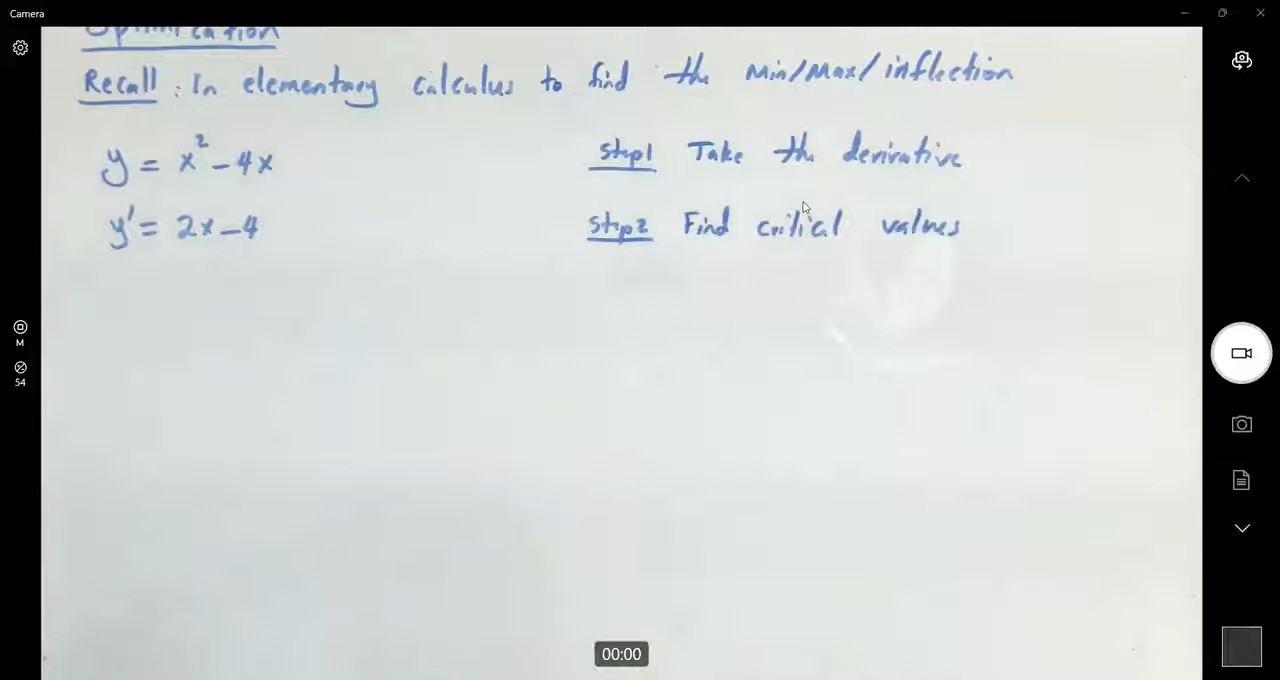 Camera
Optimization
Recall : In elementary calculus to find the Min/Max/inflection
y = x² - 4x
Step1 Take the derivative
y' = 2x - 4
Step2 Find critical values
M
54
00:00